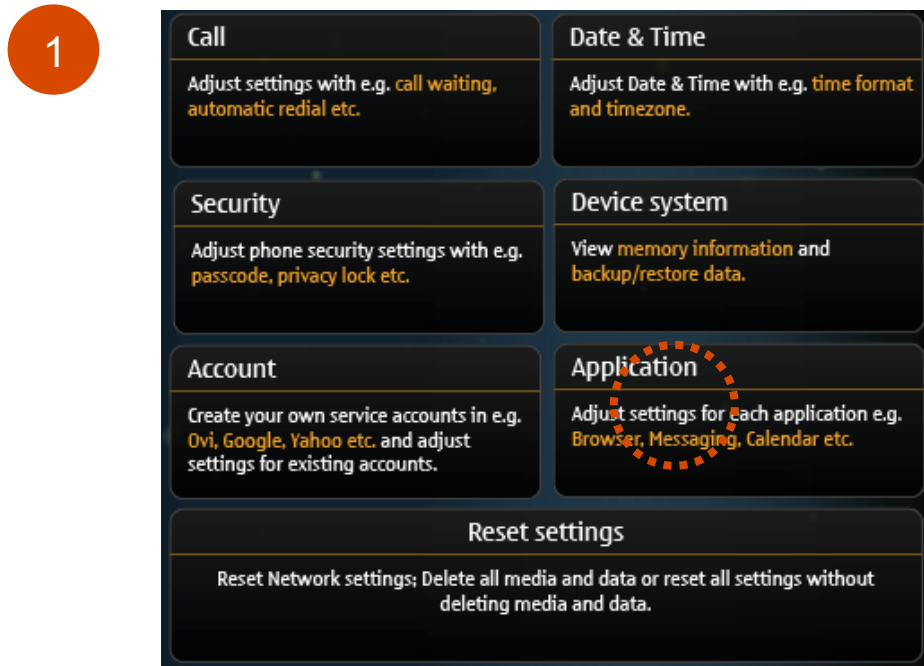 1
Call
Adjust settings with e.g. call waiting,
automatic redial etc.
Date & Time
Adjust Date & Time with e.g. time format
and timezone.
Security
Adjust phone security settings with e.g.
passcode, privacy lock etc.
Device system
View memory information and
backup/restore data.
Account
Create your own service accounts in e.g.
Ovi, Google, Yahoo etc. and adjust
settings for existing accounts.
Application
Adjust settings for each application e.g.
Browser, Messaging, Calendar etc.
Reset settings
Reset Network settings; Delete all media and data or reset all settings without
deleting media and data.